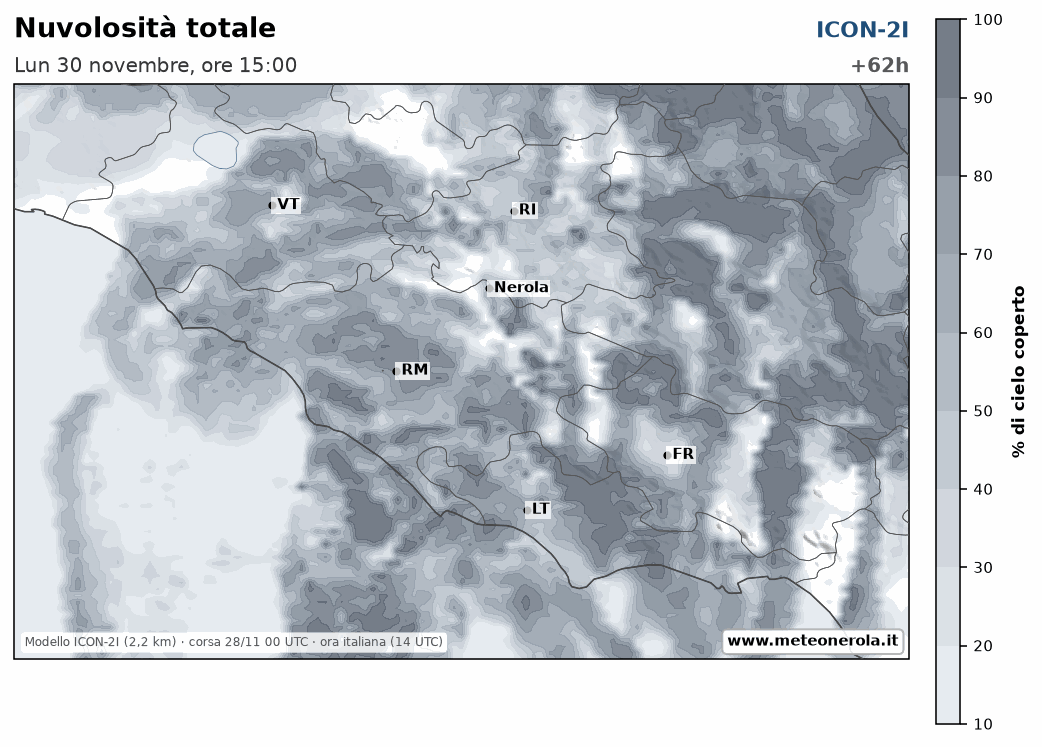 Nuvolosità totale
ICON-2I
Lun 30 novembre, ore 15:00
+62h
100
90
80
70
60
50
40
30
20
10
% di cielo coperto
VT
RI
Nerola
RM
FR
LT
Modello ICON-2I (2,2 km) · corsa 28/11 00 UTC · ora italiana (14 UTC)
www.meteonerola.it